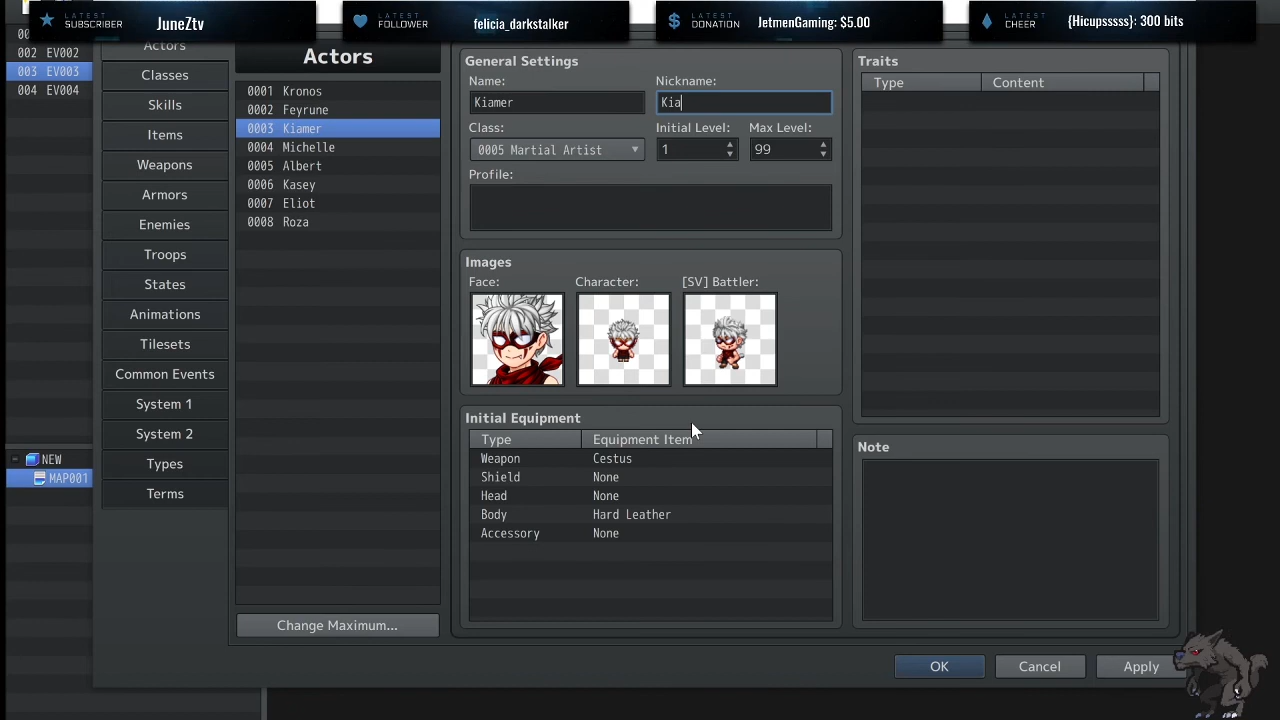 LATEST SUBSCRIBER JuneZtv
LATEST FOLLOWER felicia_darkstalker
LATEST DONATION JetmenGaming: $5.00
LATEST CHEER {Hicupsssss}: 300 bits
002 EV002
003 EV003
004 EV004
Actors
Classes
Skills
Items
Weapons
Armors
Enemies
Troops
States
Animations
Tilesets
Common Events
System 1
System 2
Types
Terms
NEW
MAP001
Actors
0001 Kronos
0002 Feyrune
0003 Kiamer
0004 Michelle
0005 Albert
0006 Kasey
0007 Eliot
0008 Roza
Change Maximum...
General Settings
Name: Nickname:
Kiamer Kia
Class: Initial Level: Max Level:
0005 Martial Artist 1 99
Profile:
Images
Face: Character: [SV] Battler:
Initial Equipment
Type Equipment Item
Weapon Cestus
Shield None
Head None
Body Hard Leather
Accessory None
Traits
Type Content
Note
OK Cancel Apply